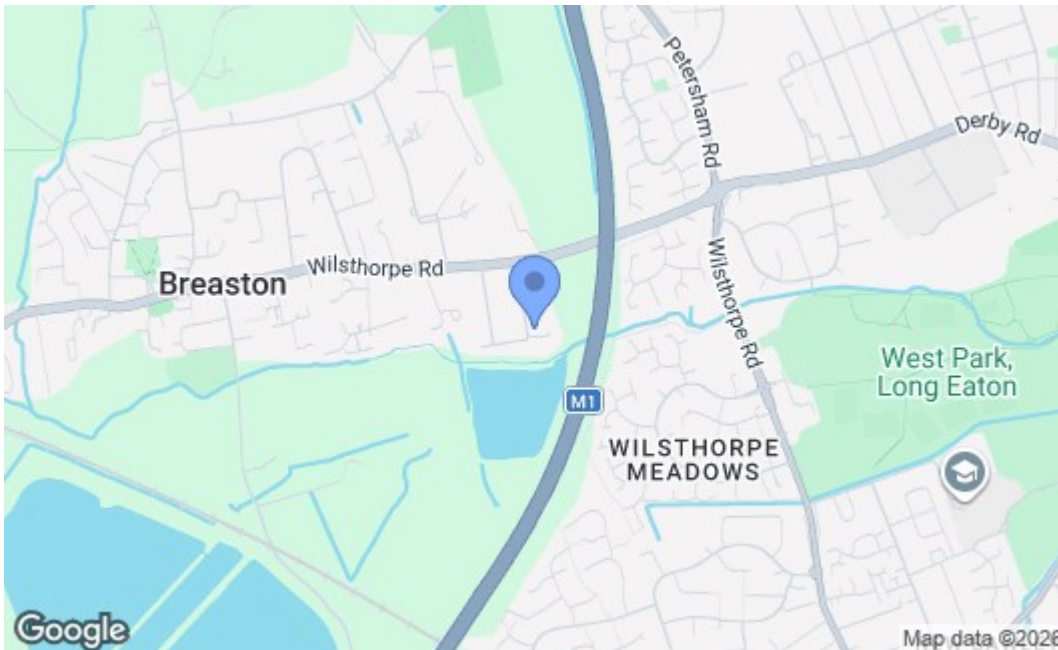 Petersham Rd
Derby Rd
Wilsthorpe Rd
Breaston
Wilsthorpe Rd
West Park,
Long Eaton
M1
WILSTHORPE
MEADOWS
Google
Map data ©2026